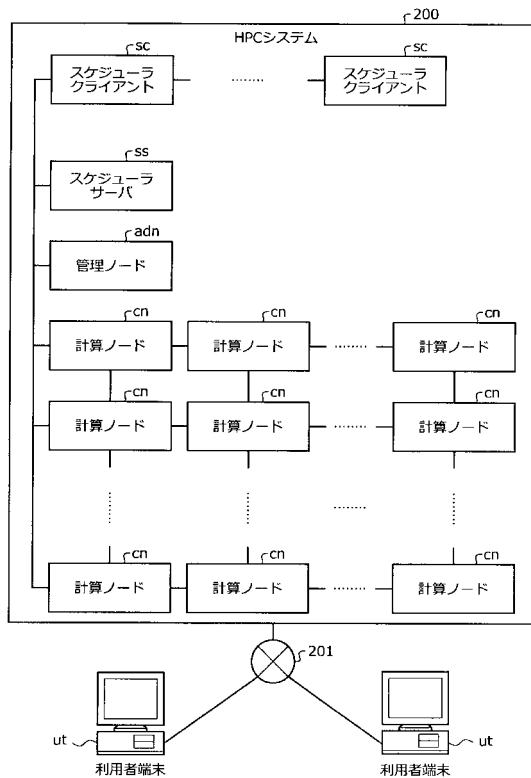 200
HPCシステム
sc
sc
スケジューラ
クライアント
スケジューラ
クライアント
ss
スケジューラ
サーバ
adn
管理ノード
cn
cn
cn
計算ノード
計算ノード
計算ノード
cn
cn
cn
計算ノード
計算ノード
計算ノード
cn
cn
cn
計算ノード
計算ノード
計算ノード
201
ut
ut
利用者端末
利用者端末